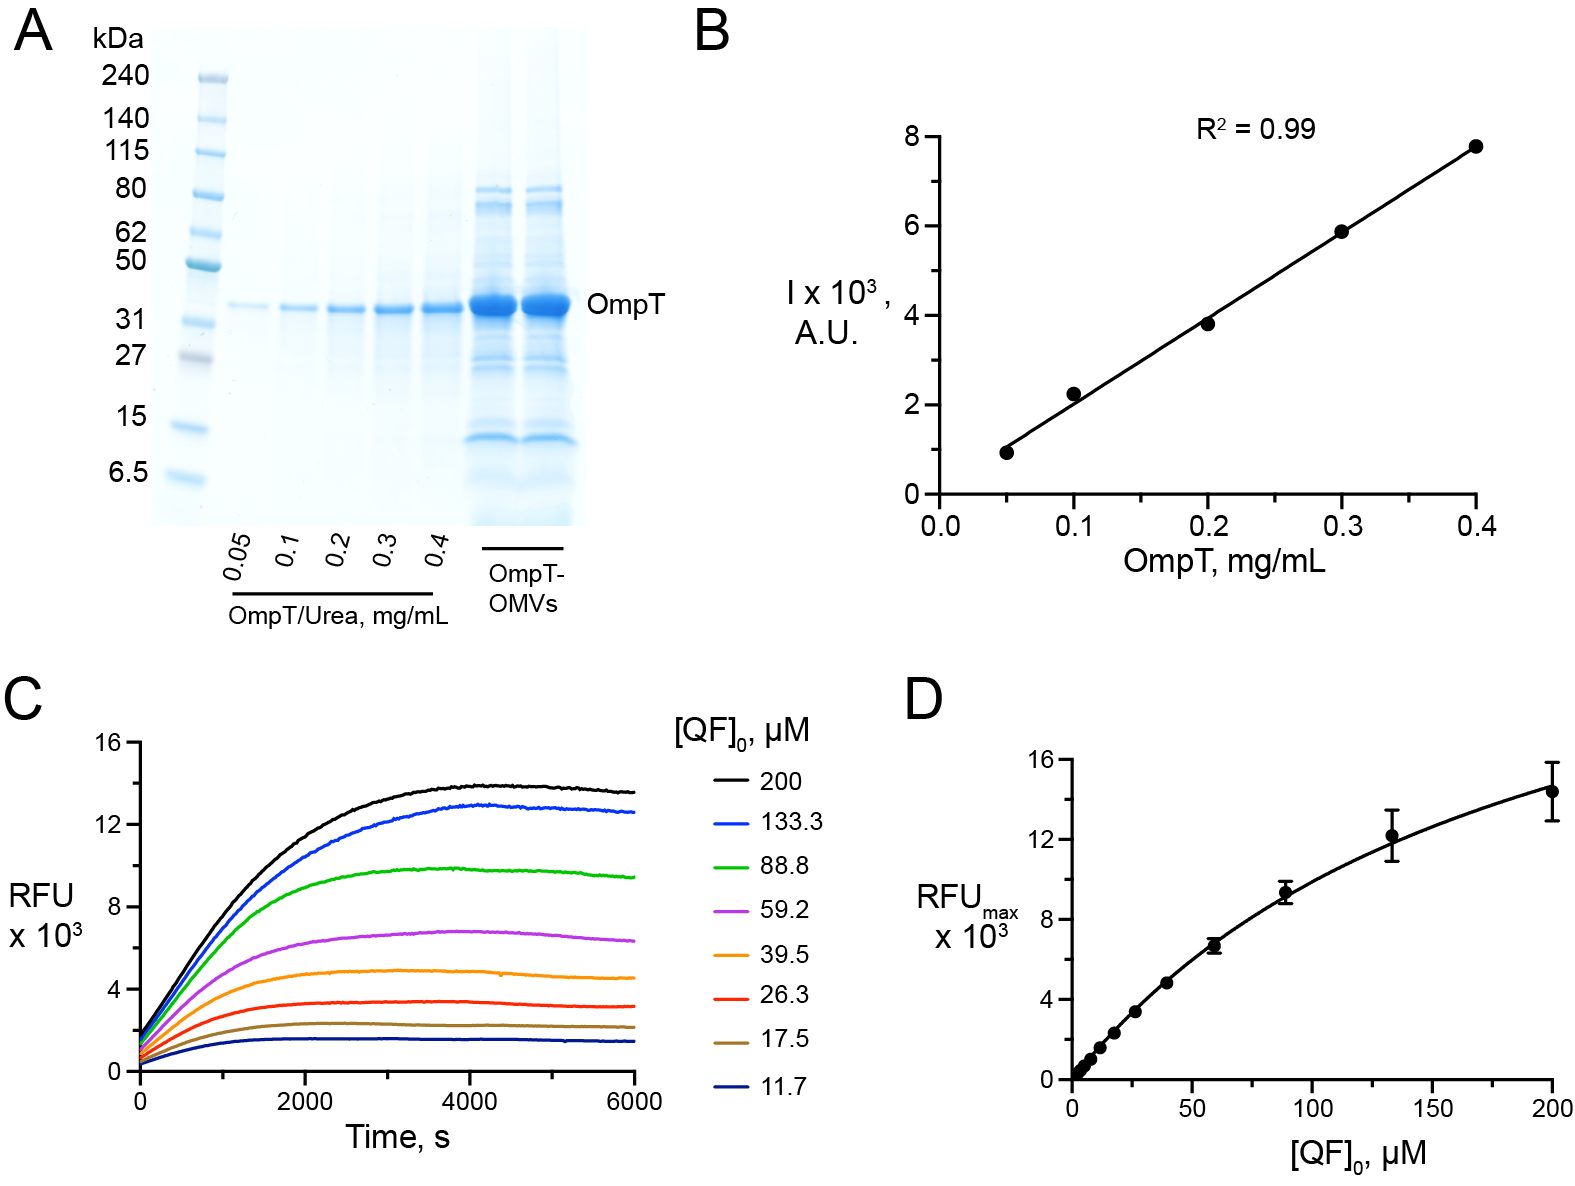 A
kDa
240
140
115
80
62
50
31
27
15
6.5
OmpT
0.05
0.1
0.2
0.3
0.4
OmpT/Urea, mg/mL
OmpT-
OMVs
B
R² = 0.99
8
6
4
2
0
I x 10³ ,
A.U.
0.0
0.1
0.2
0.3
0.4
OmpT, mg/mL
C
16
12
8
4
0
RFU
x 10³
0
2000
4000
6000
Time, s
[QF]₀, µM
200
133.3
88.8
59.2
39.5
26.3
17.5
11.7
D
16
12
8
4
0
RFUmax
x 10³
0
50
100
150
200
[QF]₀, µM